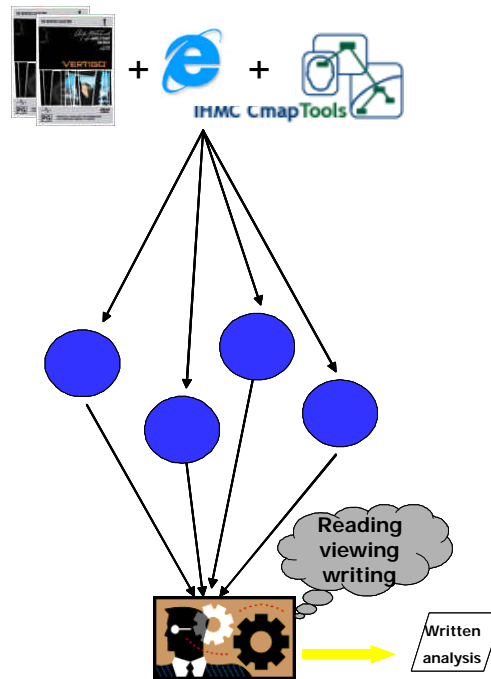 VERTIGO
+
+
IHMC CmapTools
Reading
viewing
writing
Written
analysis